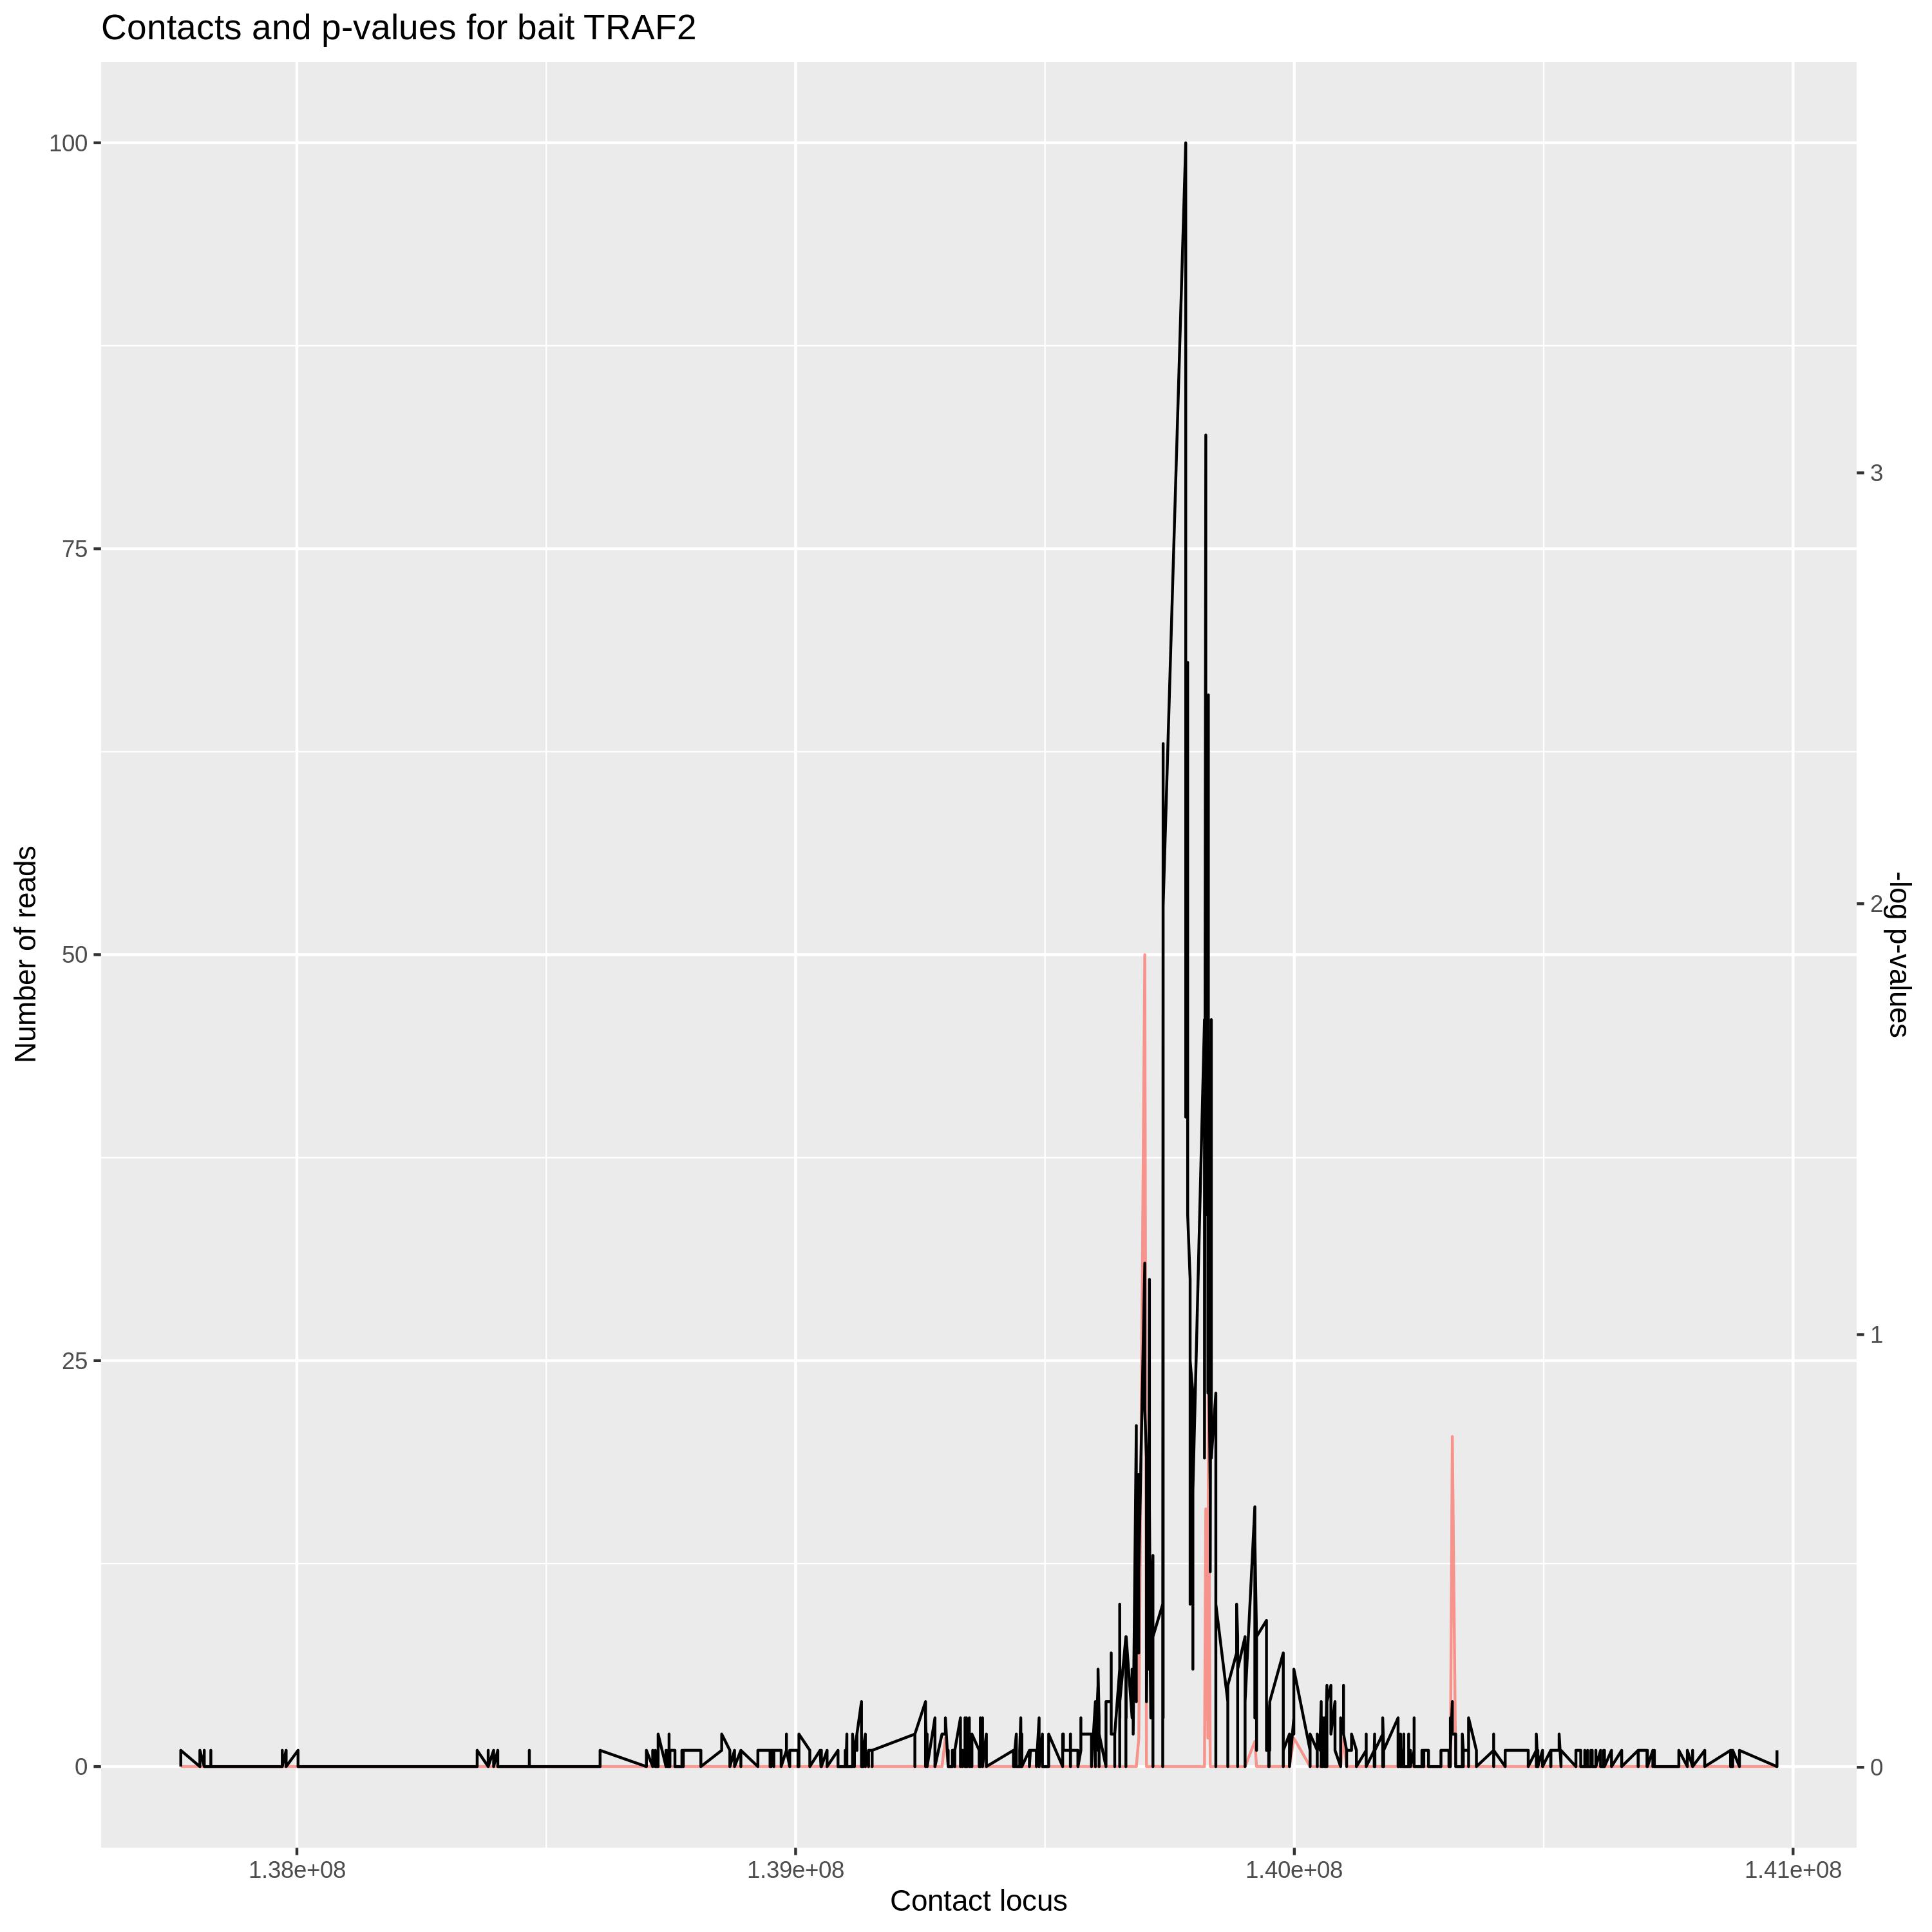 Contacts and p-values for bait TRAF2
100
75
50
25
0
Number of reads
3
2
1
0
-log p-values
1.38e+08
1.39e+08
1.40e+08
1.41e+08
Contact locus